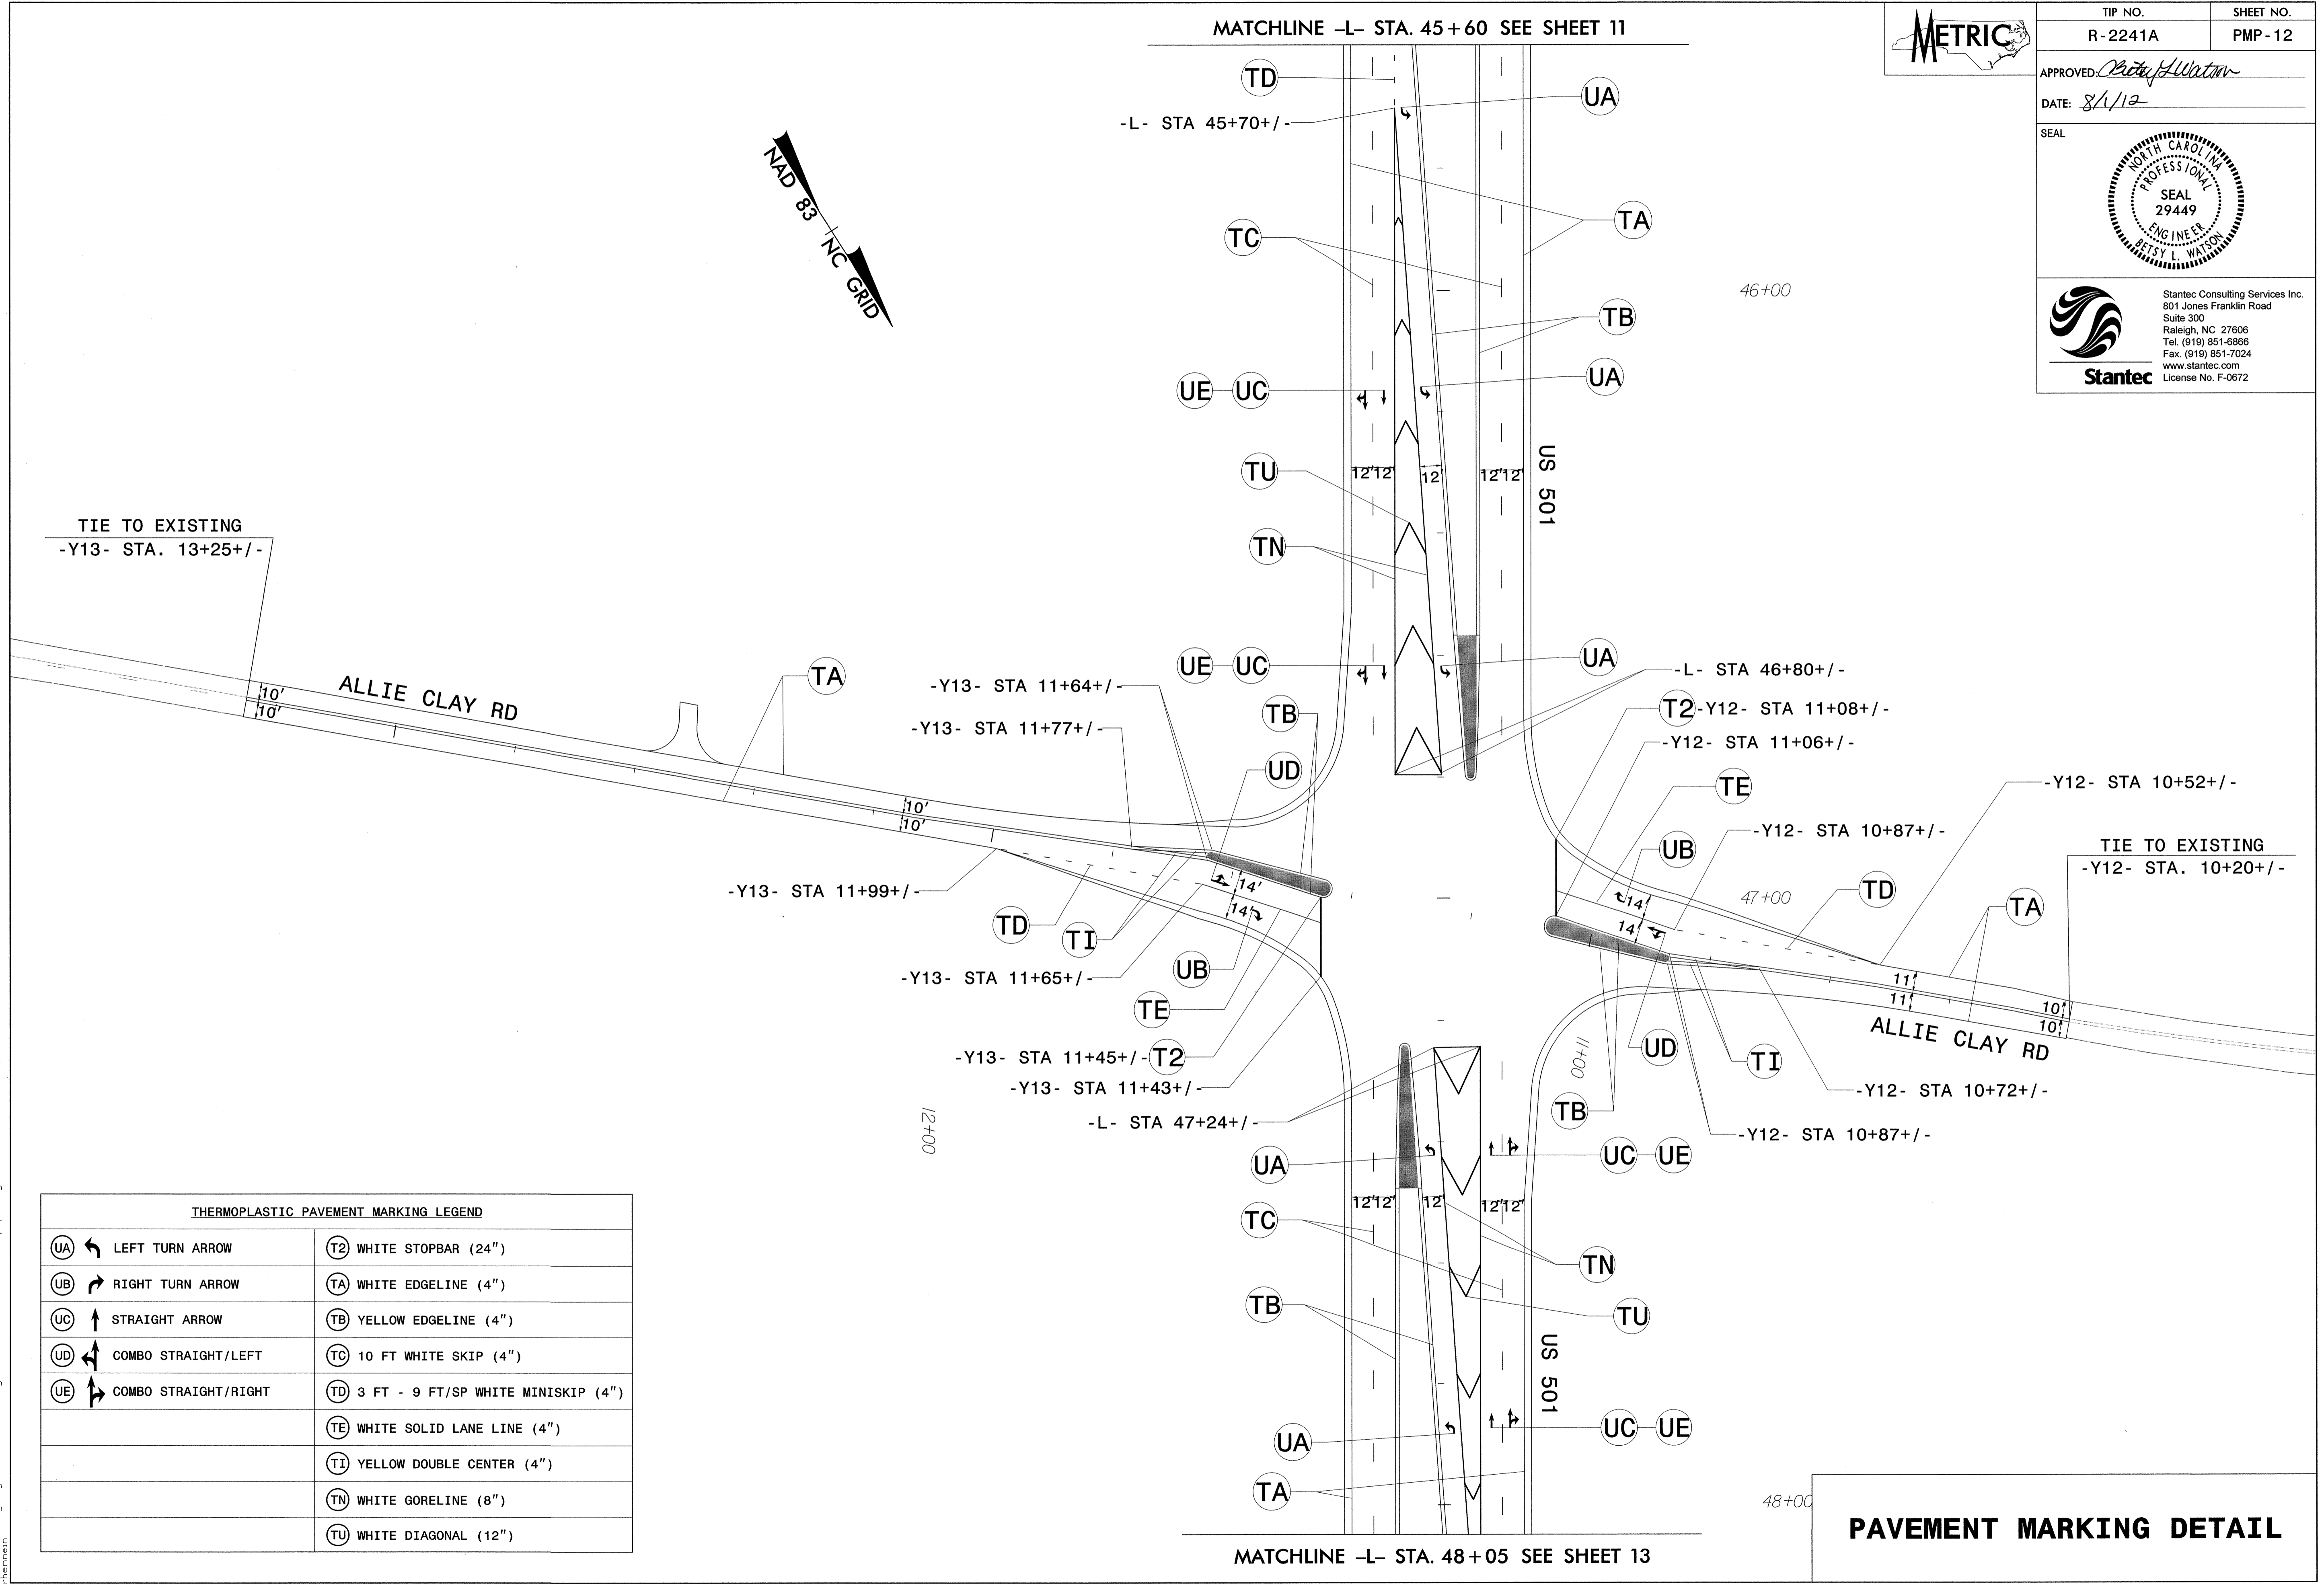 MATCHLINE –L– STA. 45+60 SEE SHEET 11
METRIC
TIP NO.
SHEET NO.
R-2241A
PMP-12
APPROVED: Betsy L Watson
DATE: 8/1/12
SEAL
NORTH CAROLINA
PROFESSIONAL
SEAL
29449
ENGINEER
BETSY L. WATSON
Stantec
Stantec Consulting Services Inc.
801 Jones Franklin Road
Suite 300
Raleigh, NC 27606
Tel. (919) 851-6866
Fax. (919) 851-7024
www.stantec.com
License No. F-0672
NAD 83
NC GRID
TD
UA
-L- STA 45+70+/-
TA
TC
46+00
TB
UE UC
UA
TU
12' 12'
12'
12' 12'
US 501
TN
TIE TO EXISTING
-Y13- STA. 13+25+/-
10'
10'
ALLIE CLAY RD
TA
UE UC
UA
-Y13- STA 11+64+/-
-L- STA 46+80+/-
TB
T2 -Y12- STA 11+08+/-
-Y13- STA 11+77+/-
-Y12- STA 11+06+/-
UD
TE
-Y12- STA 10+52+/-
10'
10'
UB
-Y12- STA 10+87+/-
TIE TO EXISTING
-Y12- STA. 10+20+/-
-Y13- STA 11+99+/-
14'
14'
14'
14'
47+00
TD
TA
TD
TI
UB
-Y13- STA 11+65+/-
11'
11'
10'
10'
ALLIE CLAY RD
TE
-Y13- STA 11+45+/- T2
-Y13- STA 11+43+/-
11+00
UD
TI
-Y12- STA 10+72+/-
-L- STA 47+24+/-
TB
-Y12- STA 10+87+/-
12+00
UA
UC UE
12' 12'
12'
12' 12'
TC
TN
TB
TU
US 501
UA
UC UE
TA
48+00
THERMOPLASTIC PAVEMENT MARKING LEGEND
UA LEFT TURN ARROW
T2 WHITE STOPBAR (24")
UB RIGHT TURN ARROW
TA WHITE EDGELINE (4")
UC STRAIGHT ARROW
TB YELLOW EDGELINE (4")
UD COMBO STRAIGHT/LEFT
TC 10 FT WHITE SKIP (4")
UE COMBO STRAIGHT/RIGHT
TD 3 FT - 9 FT/SP WHITE MINISKIP (4")
TE WHITE SOLID LANE LINE (4")
TI YELLOW DOUBLE CENTER (4")
TN WHITE GORELINE (8")
TU WHITE DIAGONAL (12")
PAVEMENT MARKING DETAIL
MATCHLINE –L– STA. 48+05 SEE SHEET 13